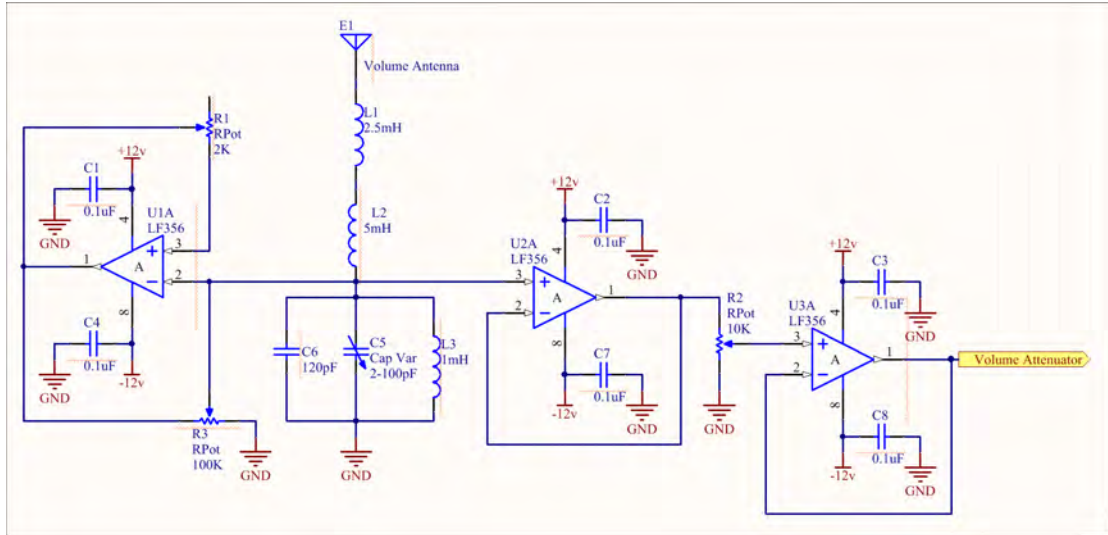 E1
Volume Antenna
L1
2.5mH
R1
RPot
2K
+12v
C1
0.1uF
GND
4
U1A
LF356
1
A
3
+
2
−
8
C4
0.1uF
GND
-12v
R3
RPot
100K
GND
L2
5mH
C6
120pF
C5
Cap Var
2-100pF
L3
1mH
GND
+12v
C2
0.1uF
GND
4
U2A
LF356
3
+
2
−
A
1
8
C7
0.1uF
GND
-12v
R2
RPot
10K
GND
+12v
C3
0.1uF
GND
4
U3A
LF356
3
+
2
−
A
1
8
C8
0.1uF
GND
-12v
Volume Attenuator